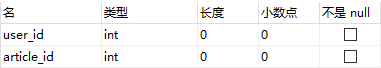 名 类型 长度 小数点 不是 null
user_id int 0 0
article_id int 0 0